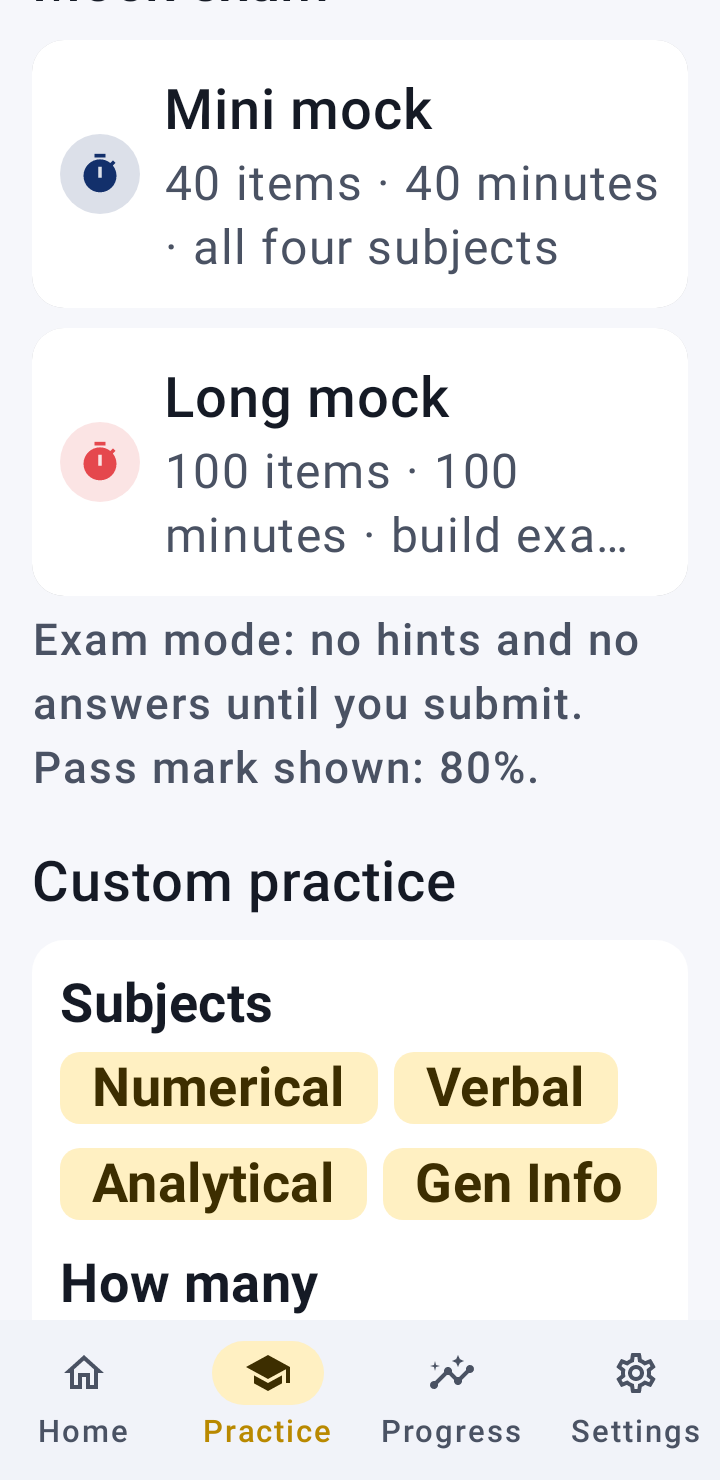 Mini mock
40 items · 40 minutes
· all four subjects
Long mock
100 items · 100
minutes · build exa…
Exam mode: no hints and no
answers until you submit.
Pass mark shown: 80%.
Custom practice
Subjects
Numerical
Verbal
Analytical
Gen Info
How many
Home
Practice
Progress
Settings